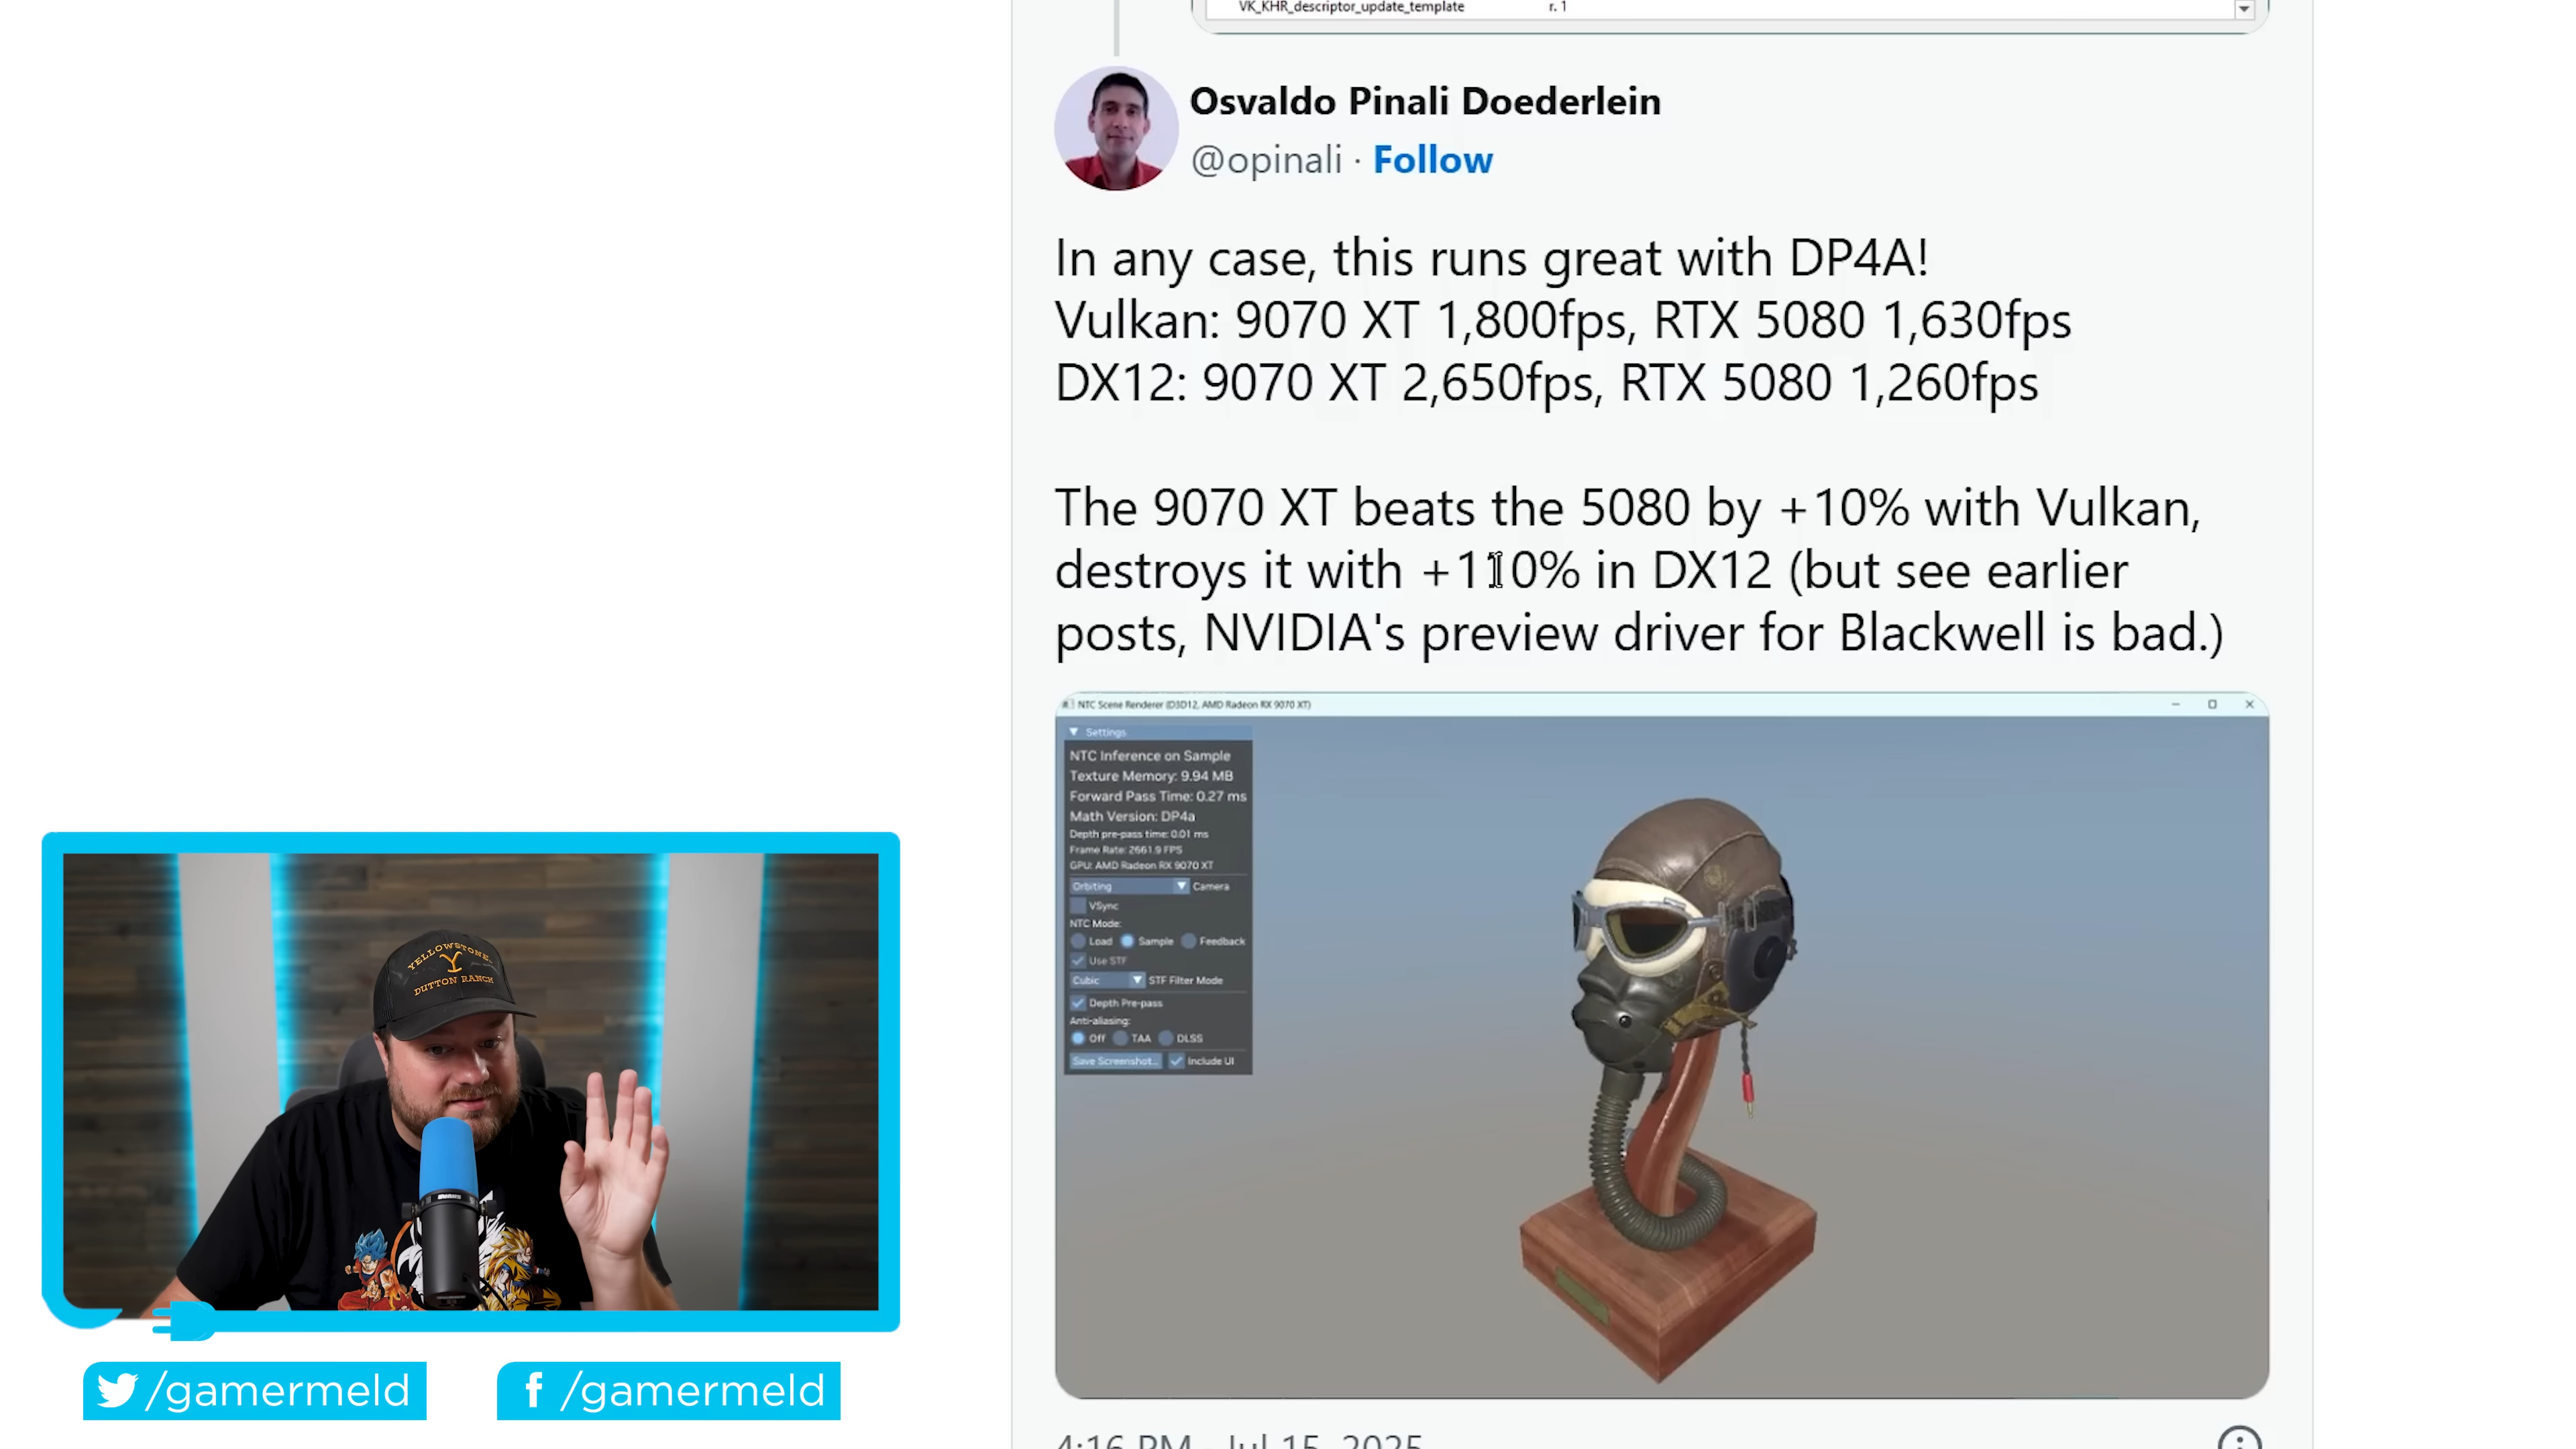 VK_KHR_descriptor_update_template r. 1
Osvaldo Pinali Doederlein
@opinali · Follow
In any case, this runs great with DP4A!
Vulkan: 9070 XT 1,800fps, RTX 5080 1,630fps
DX12: 9070 XT 2,650fps, RTX 5080 1,260fps
The 9070 XT beats the 5080 by +10% with Vulkan,
destroys it with +110% in DX12 (but see earlier
posts, NVIDIA's preview driver for Blackwell is bad.)
NTC Scene Renderer (D3D12, AMD Radeon RX 9070 XT)
Settings
NTC Inference on Sample
Texture Memory: 9.94 MB
Forward Pass Time: 0.27 ms
Math Version: DP4a
Depth pre-pass time: 0.01 ms
Frame Rate: 2661.9 FPS
GPU: AMD Radeon RX 9070 XT
Orbiting Camera
VSync
NTC Mode:
Load Sample Feedback
Use STF
Cubic STF Filter Mode
Depth Pre-pass
Anti-aliasing:
Off TAA DLSS
Save Screenshot... Include UI
4:16 PM · Jul 15, 2025
YELLOWSTONE
Y
DUTTON RANCH
/gamermeld
/gamermeld